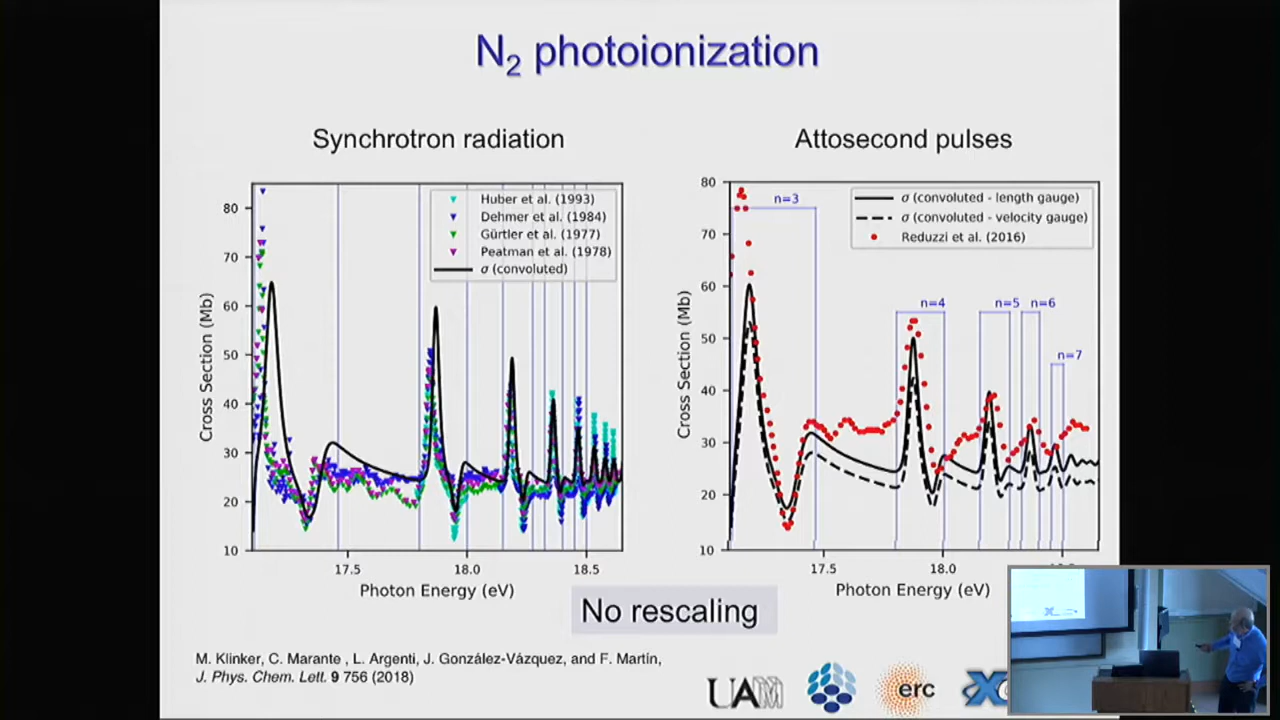 N₂ photoionization
Synchrotron radiation
Cross Section (Mb)
80
70
60
50
40
30
20
10
Huber et al. (1993)
Dehmer et al. (1984)
Gürtler et al. (1977)
Peatman et al. (1978)
σ (convoluted)
17.5
18.0
18.5
Photon Energy (eV)
Attosecond pulses
Cross Section (Mb)
80
70
60
50
40
30
20
10
σ (convoluted - length gauge)
σ (convoluted - velocity gauge)
Reduzzi et al. (2016)
n=3
n=4
n=5
n=6
n=7
17.5
18.0
Photon Energy (eV)
No rescaling
M. Klinker, C. Marante , L. Argenti, J. González-Vázquez, and F. Martín,
J. Phys. Chem. Lett. 9 756 (2018)
UAM
erc